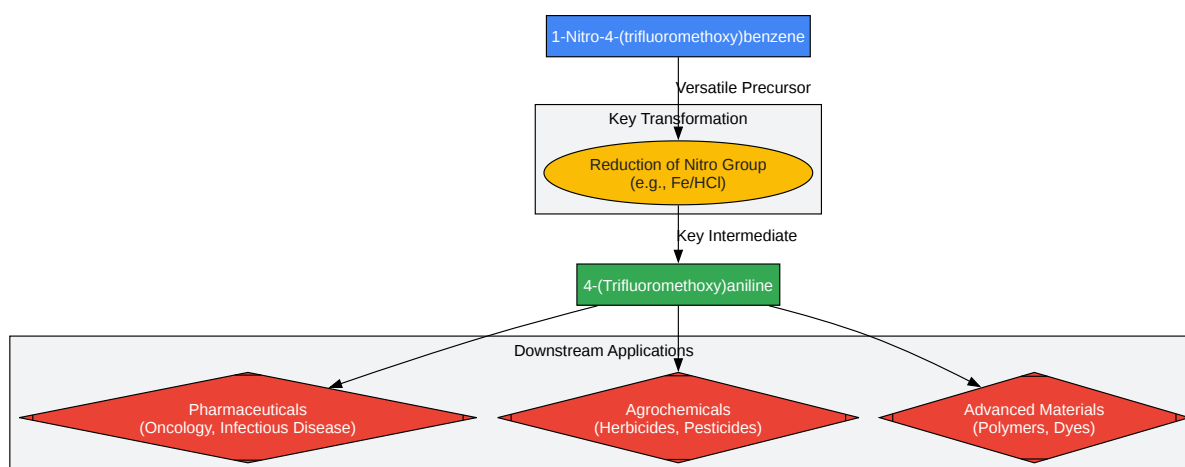 1-Nitro-4-(trifluoromethoxy)benzene
Versatile Precursor
Key Transformation
Reduction of Nitro Group
(e.g., Fe/HCl)
Key Intermediate
4-(Trifluoromethoxy)aniline
Downstream Applications
Pharmaceuticals
(Oncology, Infectious Disease)
Agrochemicals
(Herbicides, Pesticides)
Advanced Materials
(Polymers, Dyes)